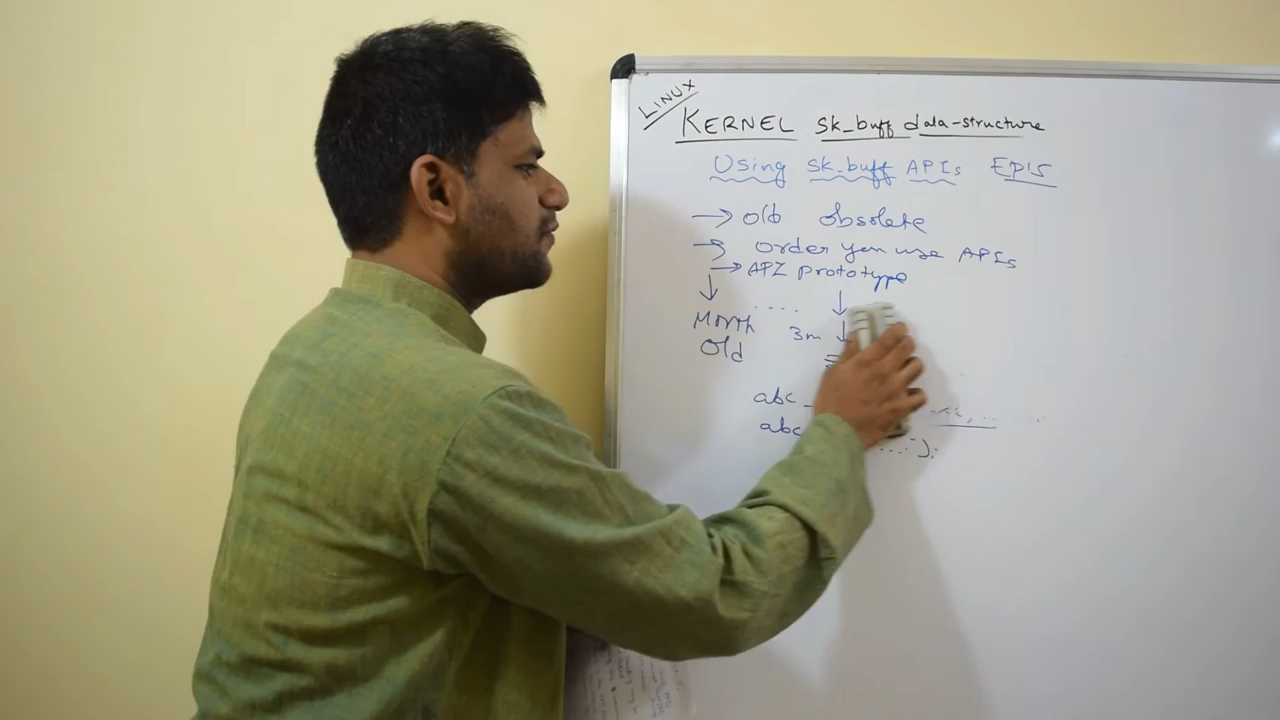 LINUX
KERNEL sk_buff data-structure
Using sk_buff APIs EP15
→ Old obsolete
→ order you use APIs
→ API prototype
↓ .... ↓
Month 3m ↓
Old
abc_
abc ....);